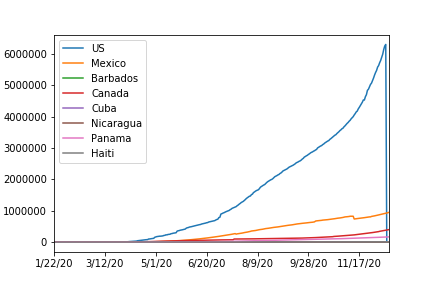 US
Mexico
Barbados
Canada
Cuba
Nicaragua
Panama
Haiti
6000000
5000000
4000000
3000000
2000000
1000000
0
1/22/20 3/12/20 5/1/20 6/20/20 8/9/20 9/28/20 11/17/20